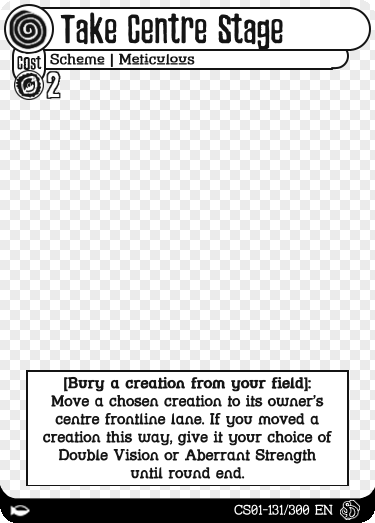 Take Centre Stage
Cost
Scheme | Meticulous
2
[Bury a creation from your field]:
Move a chosen creation to its owner's
centre frontline lane. If you moved a
creation this way, give it your choice of
Double Vision or Aberrant Strength
until round end.
CS01-131/300 EN